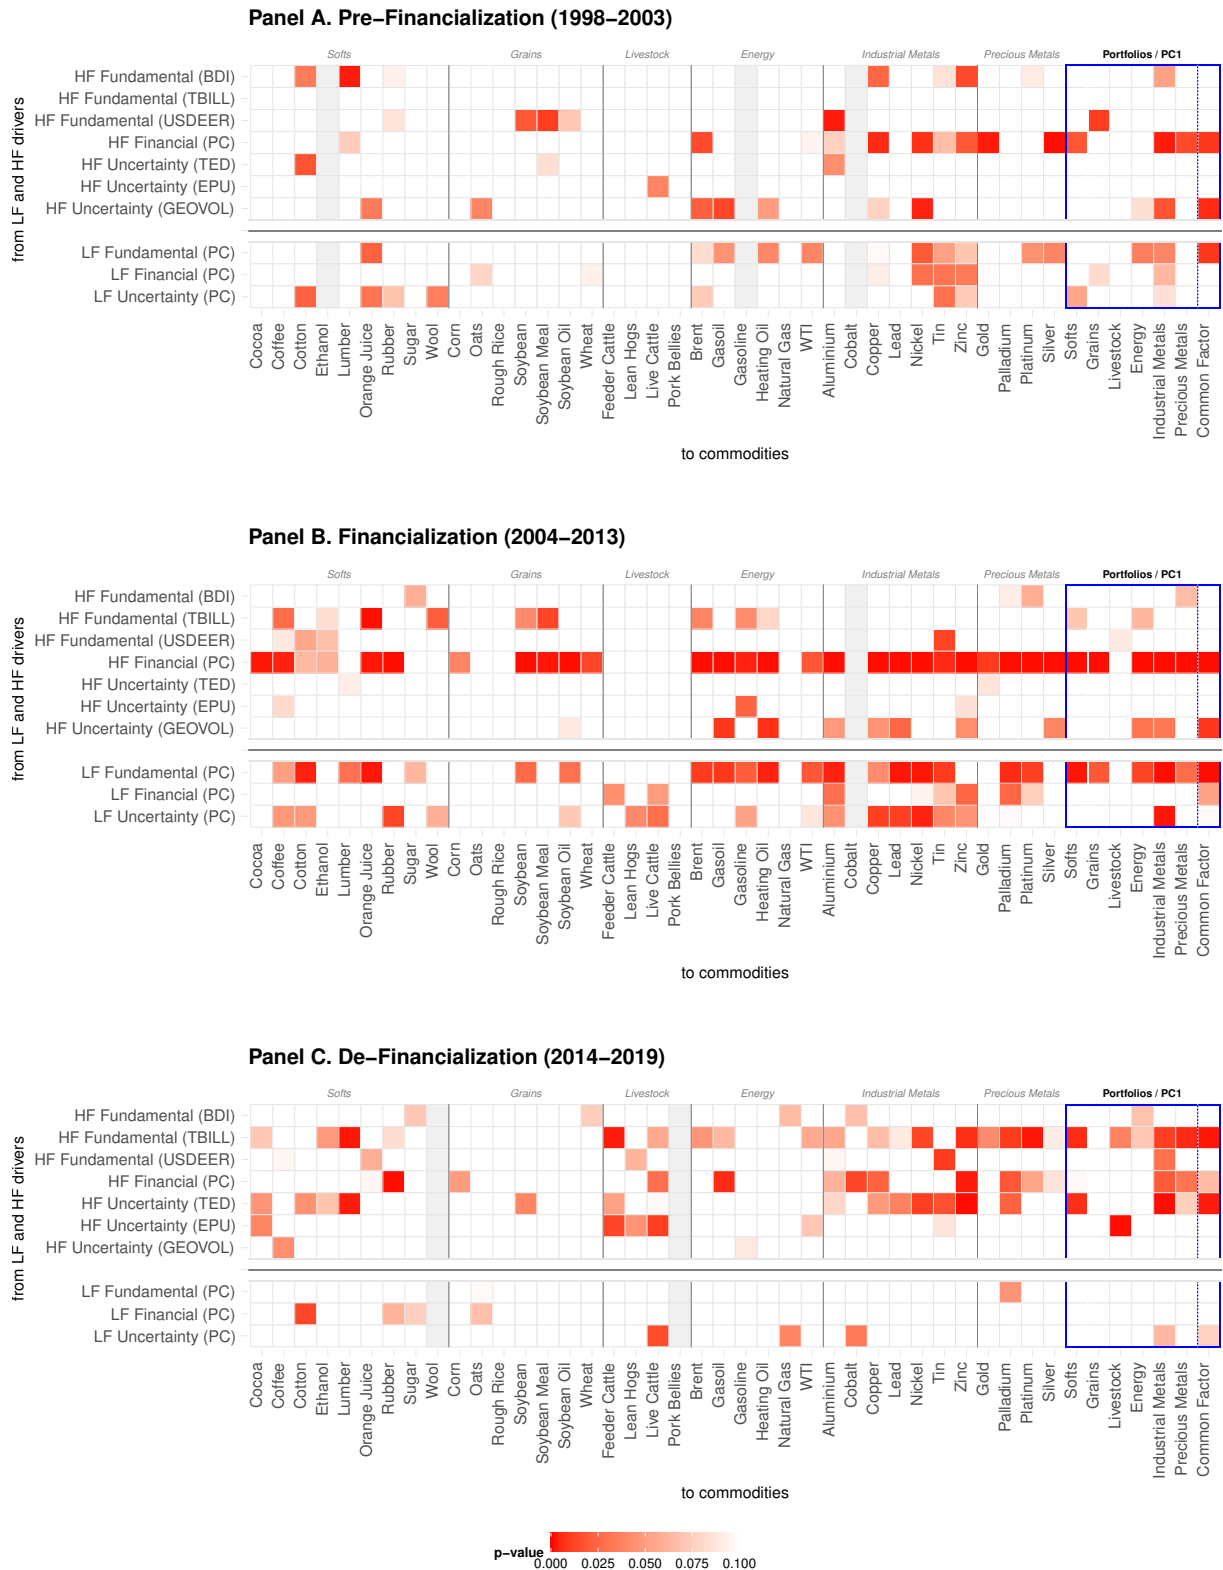 Panel A. Pre−Financialization (1998−2003)
Softs Grains Livestock Energy Industrial Metals Precious Metals Portfolios / PC1
from LF and HF drivers
HF Fundamental (BDI)
HF Fundamental (TBILL)
HF Fundamental (USDEER)
HF Financial (PC)
HF Uncertainty (TED)
HF Uncertainty (EPU)
HF Uncertainty (GEOVOL)
LF Fundamental (PC)
LF Financial (PC)
LF Uncertainty (PC)
Cocoa
Coffee
Cotton
Ethanol
Lumber
Orange Juice
Rubber
Sugar
Wool
Corn
Oats
Rough Rice
Soybean
Soybean Meal
Soybean Oil
Wheat
Feeder Cattle
Lean Hogs
Live Cattle
Pork Bellies
Brent
Gasoil
Gasoline
Heating Oil
Natural Gas
WTI
Aluminium
Cobalt
Copper
Lead
Nickel
Tin
Zinc
Gold
Palladium
Platinum
Silver
Softs
Grains
Livestock
Energy
Industrial Metals
Precious Metals
Common Factor
to commodities
Panel B. Financialization (2004−2013)
Softs Grains Livestock Energy Industrial Metals Precious Metals Portfolios / PC1
from LF and HF drivers
HF Fundamental (BDI)
HF Fundamental (TBILL)
HF Fundamental (USDEER)
HF Financial (PC)
HF Uncertainty (TED)
HF Uncertainty (EPU)
HF Uncertainty (GEOVOL)
LF Fundamental (PC)
LF Financial (PC)
LF Uncertainty (PC)
Cocoa
Coffee
Cotton
Ethanol
Lumber
Orange Juice
Rubber
Sugar
Wool
Corn
Oats
Rough Rice
Soybean
Soybean Meal
Soybean Oil
Wheat
Feeder Cattle
Lean Hogs
Live Cattle
Pork Bellies
Brent
Gasoil
Gasoline
Heating Oil
Natural Gas
WTI
Aluminium
Cobalt
Copper
Lead
Nickel
Tin
Zinc
Gold
Palladium
Platinum
Silver
Softs
Grains
Livestock
Energy
Industrial Metals
Precious Metals
Common Factor
to commodities
Panel C. De−Financialization (2014−2019)
Softs Grains Livestock Energy Industrial Metals Precious Metals Portfolios / PC1
from LF and HF drivers
HF Fundamental (BDI)
HF Fundamental (TBILL)
HF Fundamental (USDEER)
HF Financial (PC)
HF Uncertainty (TED)
HF Uncertainty (EPU)
HF Uncertainty (GEOVOL)
LF Fundamental (PC)
LF Financial (PC)
LF Uncertainty (PC)
Cocoa
Coffee
Cotton
Ethanol
Lumber
Orange Juice
Rubber
Sugar
Wool
Corn
Oats
Rough Rice
Soybean
Soybean Meal
Soybean Oil
Wheat
Feeder Cattle
Lean Hogs
Live Cattle
Pork Bellies
Brent
Gasoil
Gasoline
Heating Oil
Natural Gas
WTI
Aluminium
Cobalt
Copper
Lead
Nickel
Tin
Zinc
Gold
Palladium
Platinum
Silver
Softs
Grains
Livestock
Energy
Industrial Metals
Precious Metals
Common Factor
to commodities
p−value
0.000 0.025 0.050 0.075 0.100